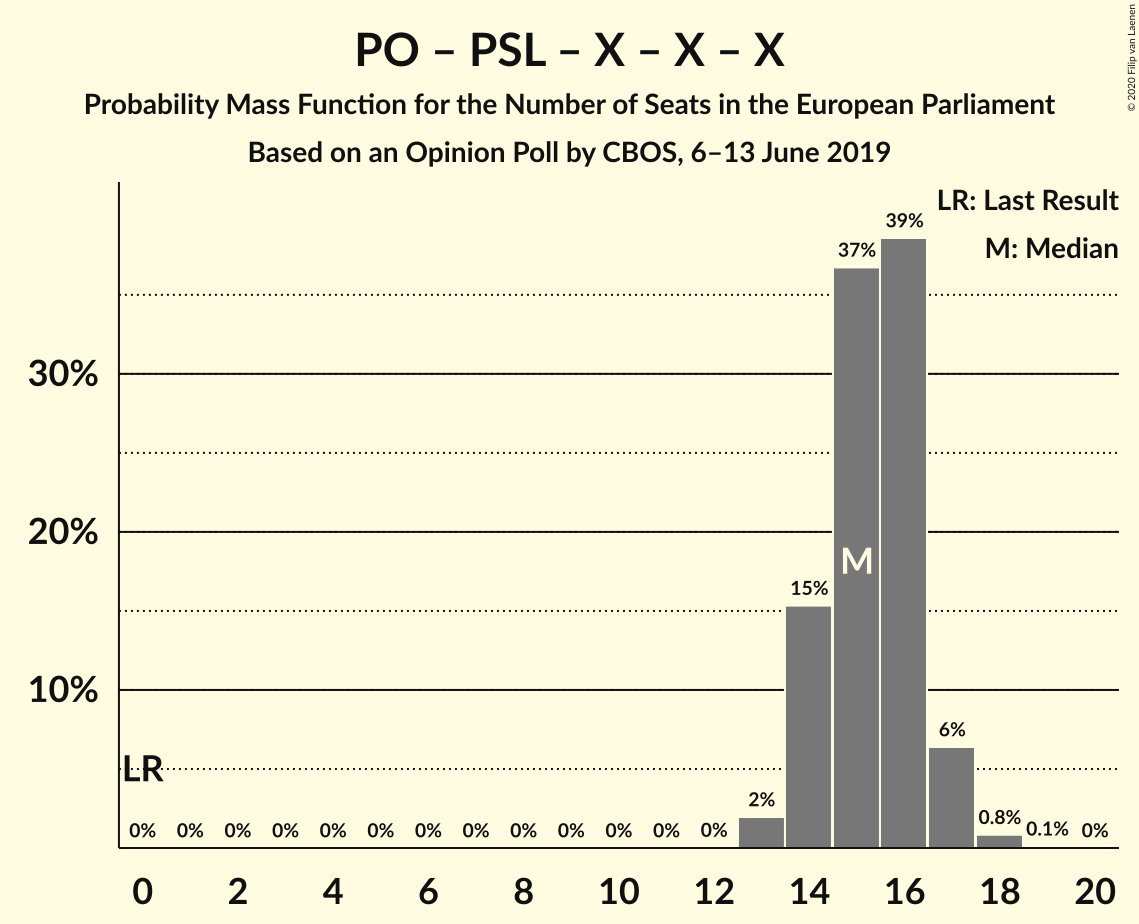 PO – PSL – X – X – X
Probability Mass Function for the Number of Seats in the European Parliament
Based on an Opinion Poll by CBOS, 6–13 June 2019
© 2020 Filip van Laenen
LR: Last Result
M: Median
30%
20%
10%
LR
M
0% 0% 0% 0% 0% 0% 0% 0% 0% 0% 0% 0% 0% 2% 15% 37% 39% 6% 0.8% 0.1% 0%
0 2 4 6 8 10 12 14 16 18 20